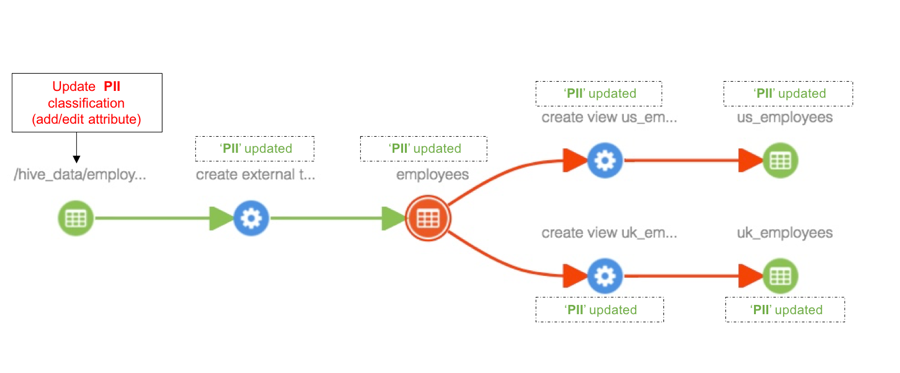 Update PII
classification
(add/edit attribute)
/hive_data/employ...
‘PII’ updated
create external t...
‘PII’ updated
employees
‘PII’ updated
create view us_em...
‘PII’ updated
us_employees
create view uk_em...
‘PII’ updated
uk_employees
‘PII’ updated